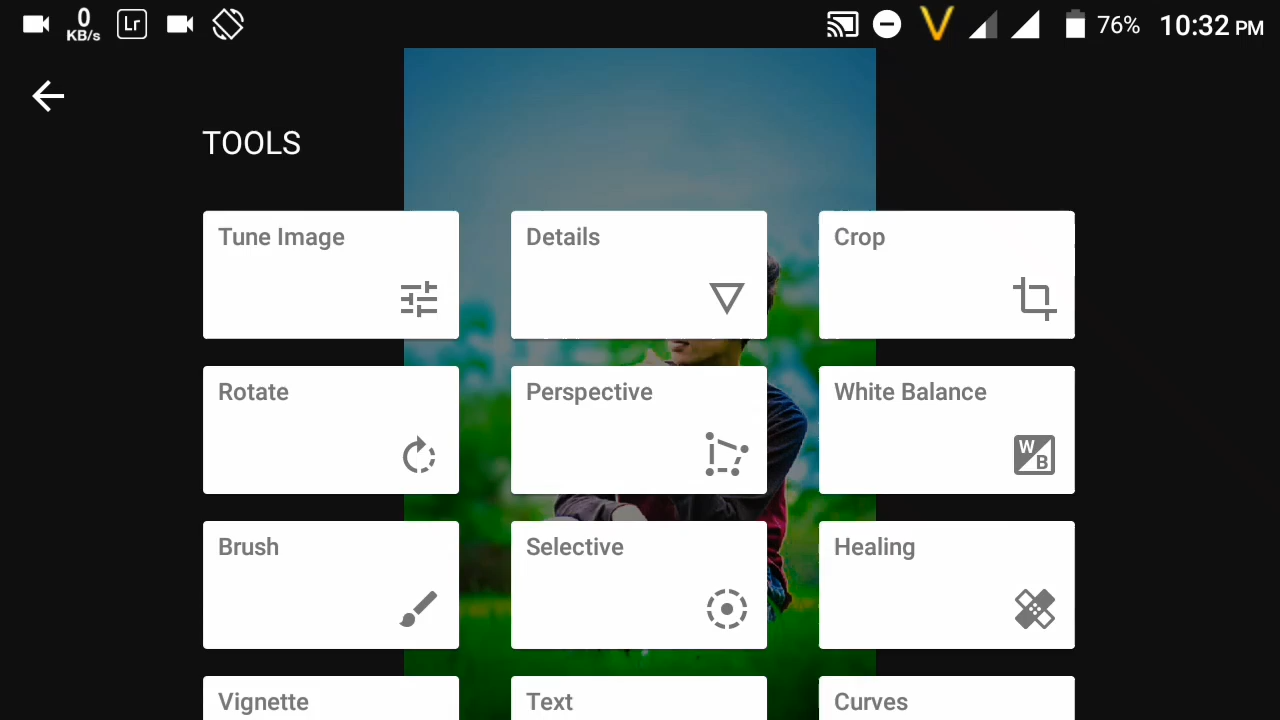 0 KB/s Lr V 76% 10:32 PM
TOOLS
Tune Image Details Crop
Rotate Perspective White Balance
W B
Brush Selective Healing
Vignette Text Curves